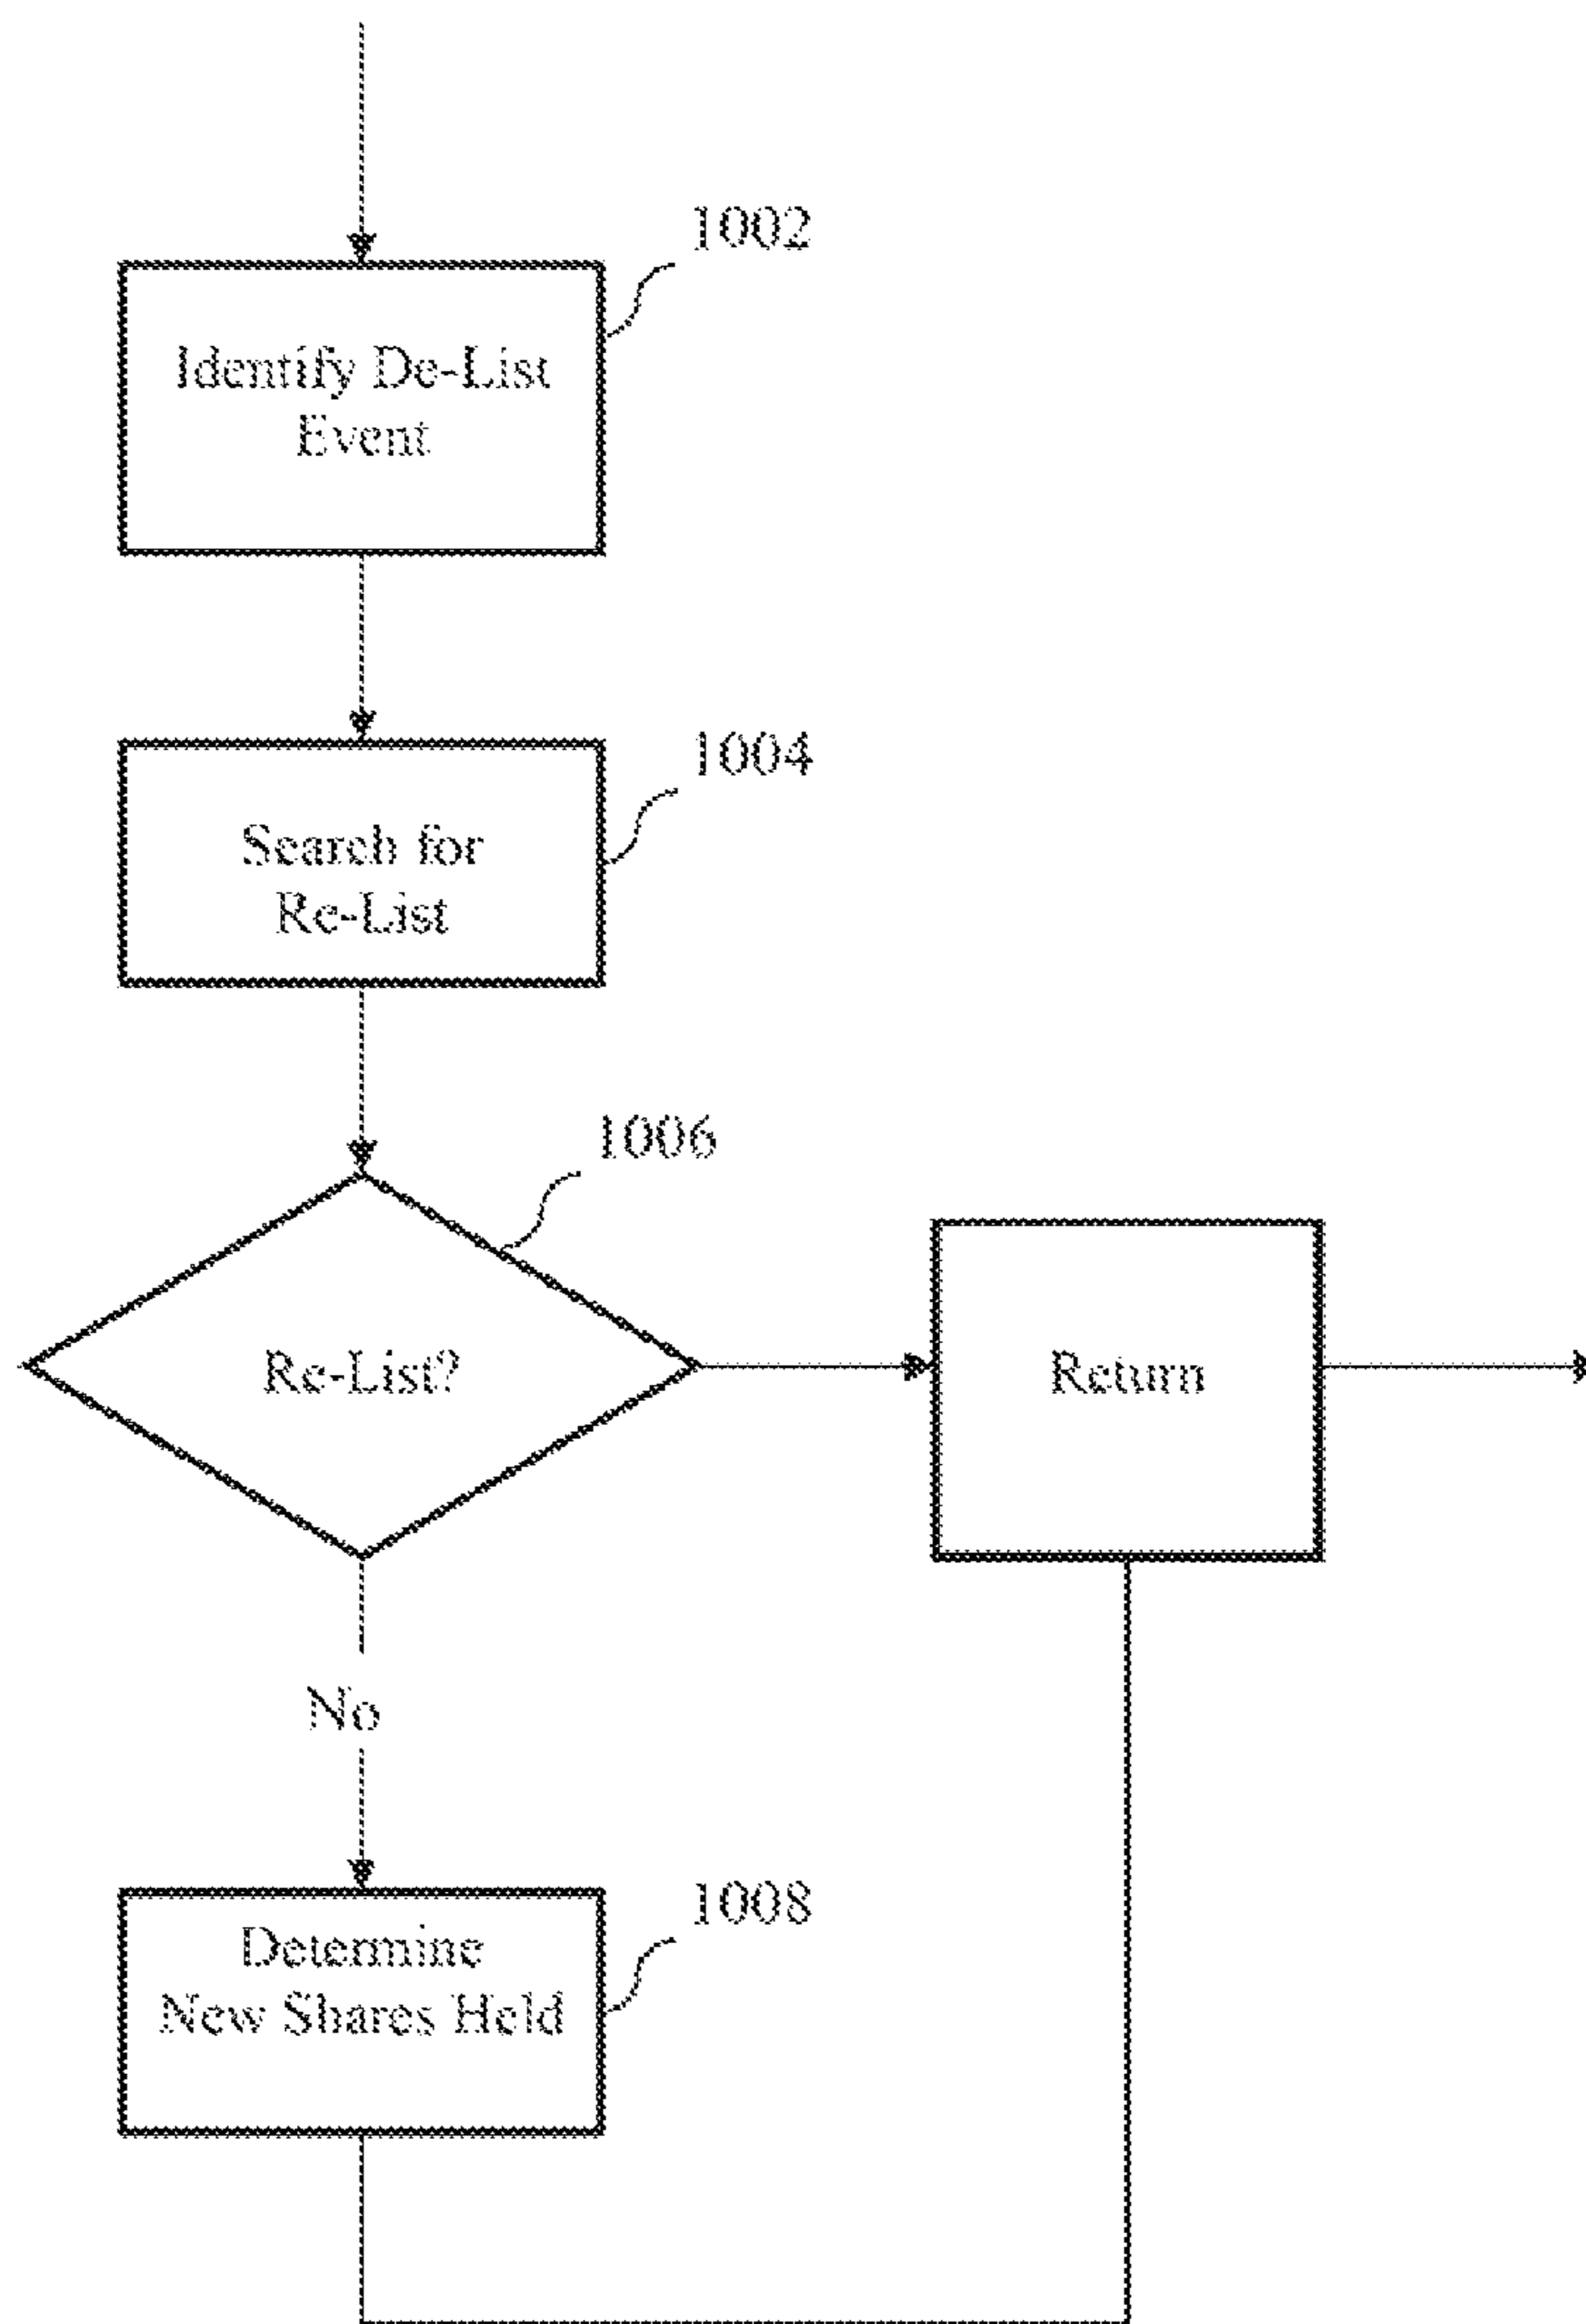 1002
Identify De-List
Event
1004
Search for
Re-List
1006
Re-List?
Return
No
1008
Determine
New Shares Held